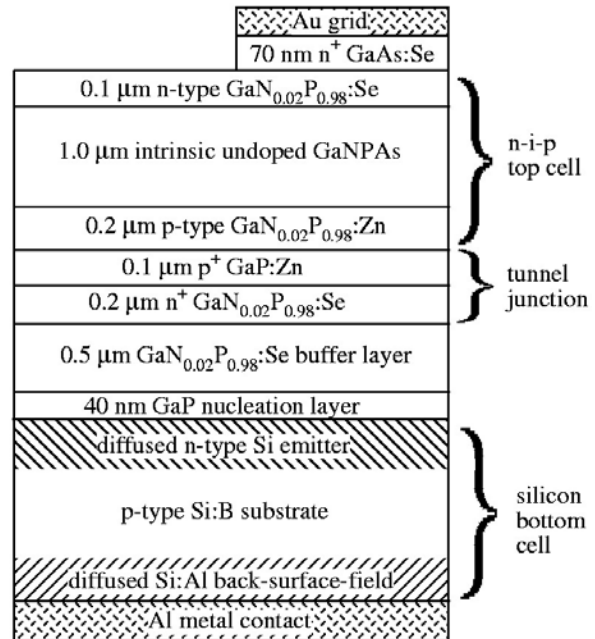 Au grid
70 nm n⁺ GaAs:Se
0.1 μm n-type GaN₀.₀₂P₀.₉₈:Se
1.0 μm intrinsic undoped GaNPAs
0.2 μm p-type GaN₀.₀₂P₀.₉₈:Zn
n-i-p
top cell
0.1 μm p⁺ GaP:Zn
0.2 μm n⁺ GaN₀.₀₂P₀.₉₈:Se
tunnel
junction
0.5 μm GaN₀.₀₂P₀.₉₈:Se buffer layer
40 nm GaP nucleation layer
diffused n-type Si emitter
p-type Si:B substrate
diffused Si:Al back-surface-field
silicon
bottom
cell
Al metal contact